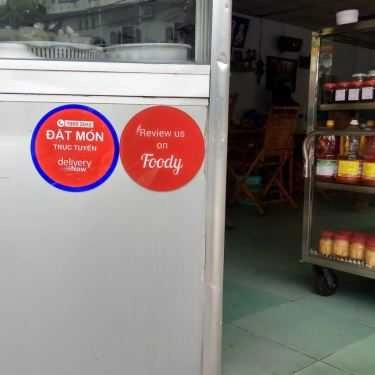 ĐẶT MÓN
TRỰC TUYẾN
delivery
Now
Review us
on
Foody